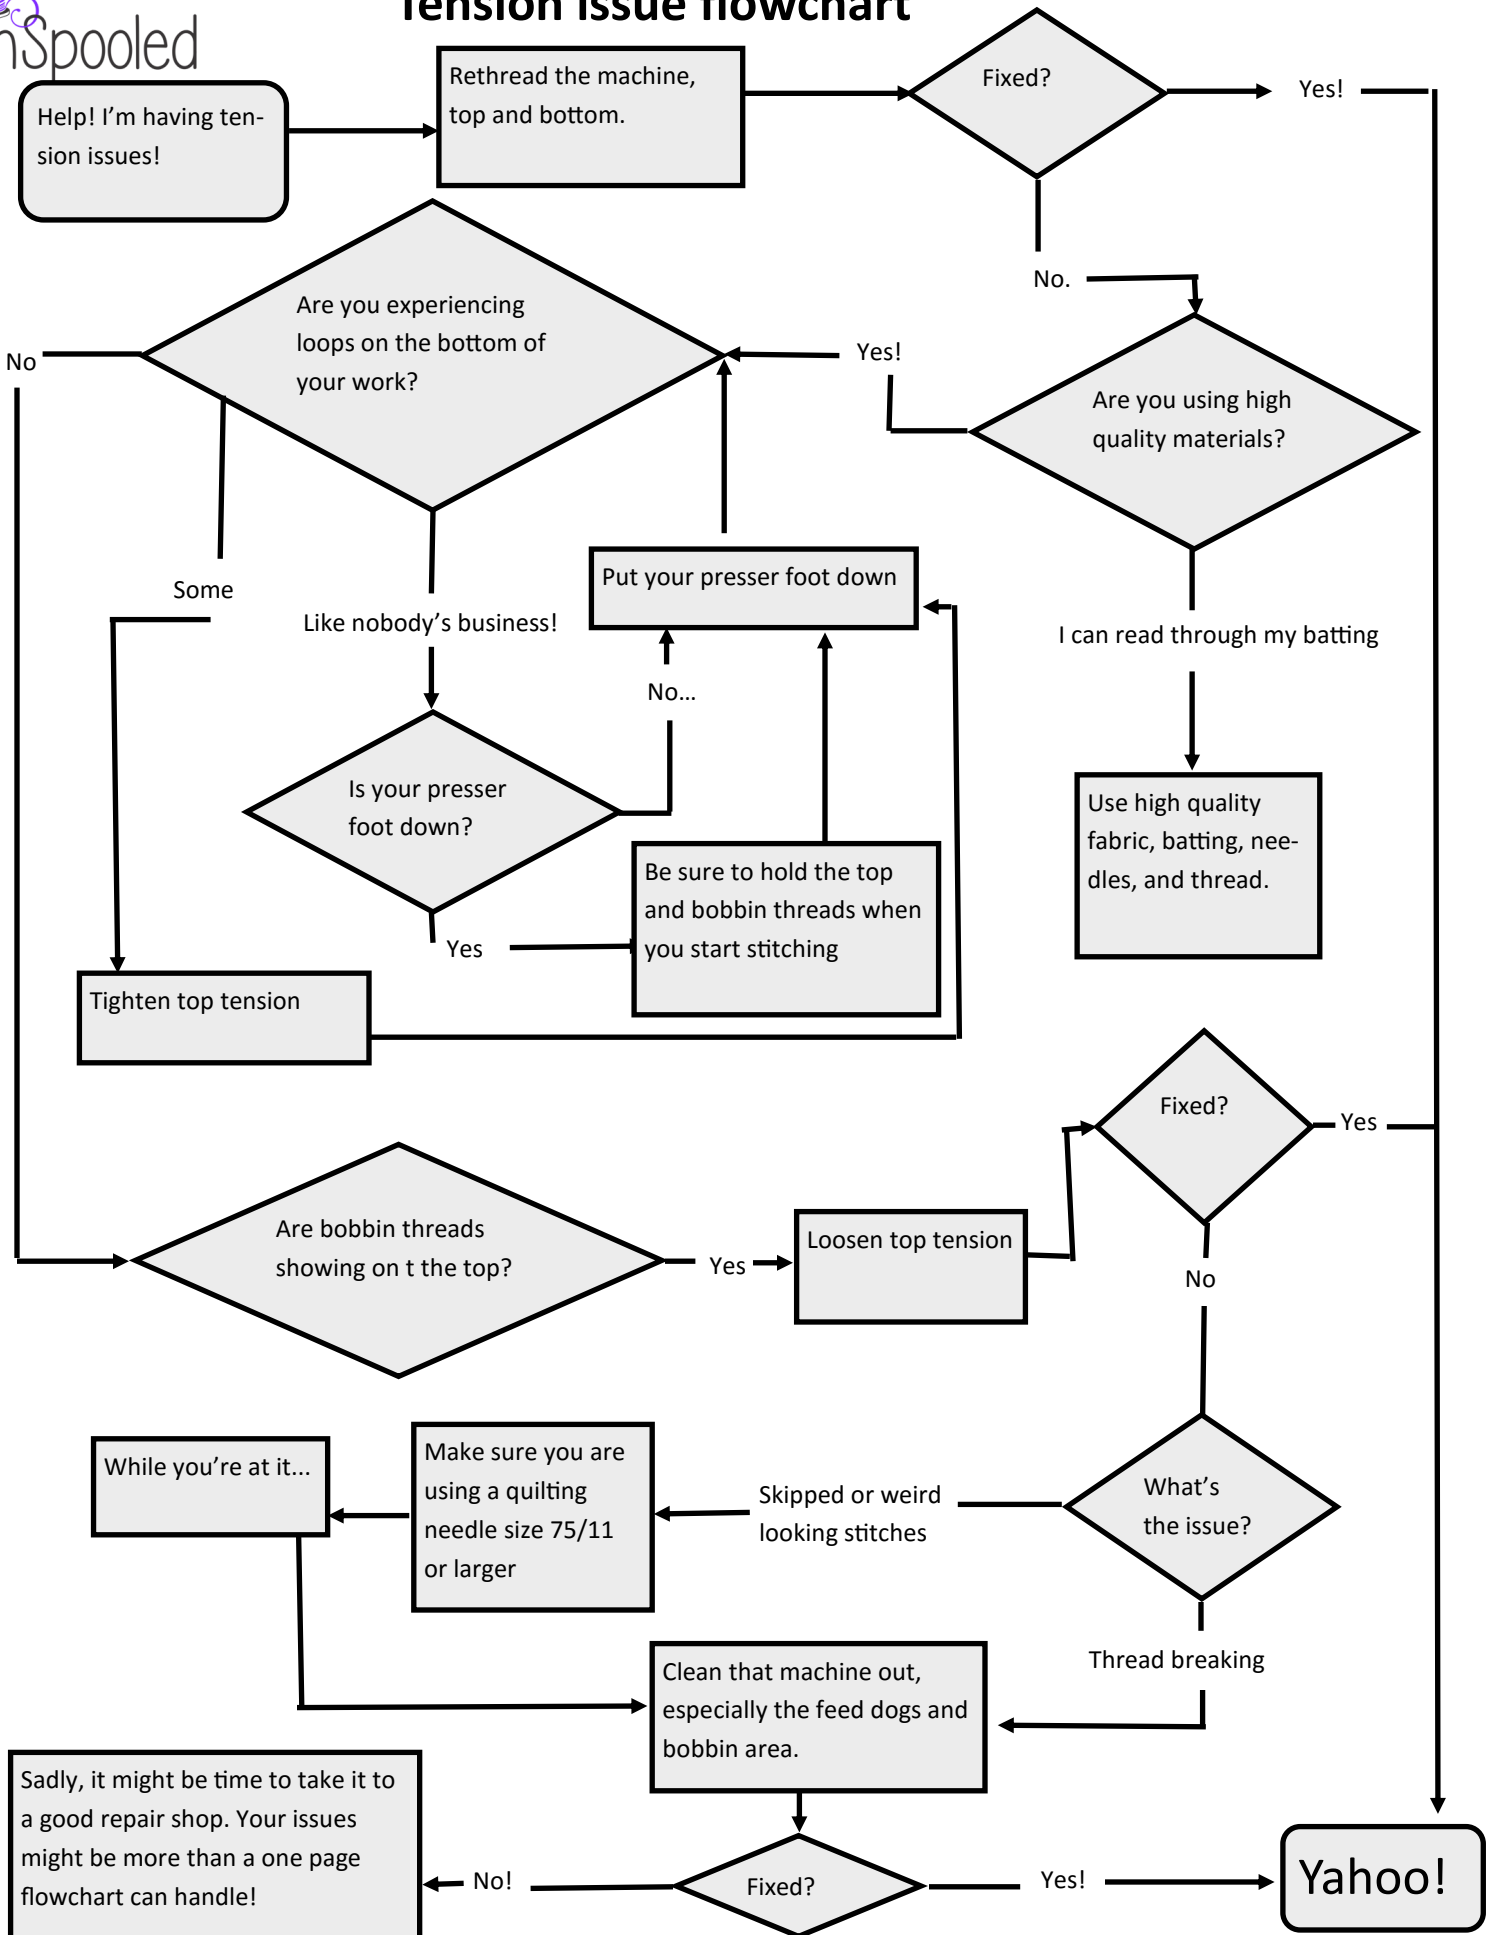 Tension issue flowchart
nSpooled
Help! I'm having ten-
sion issues!
Rethread the machine,
top and bottom.
Fixed?
Yes!
No.
Are you using high
quality materials?
Yes!
I can read through my batting
Use high quality
fabric, batting, nee-
dles, and thread.
Are you experiencing
loops on the bottom of
your work?
No
Some
Like nobody's business!
Put your presser foot down
No...
Is your presser
foot down?
Yes
Be sure to hold the top
and bobbin threads when
you start stitching
Tighten top tension
Are bobbin threads
showing on t the top?
Yes
Loosen top tension
Fixed?
Yes
No
What's
the issue?
Skipped or weird
looking stitches
Make sure you are
using a quilting
needle size 75/11
or larger
While you're at it...
Thread breaking
Clean that machine out,
especially the feed dogs and
bobbin area.
Fixed?
No!
Sadly, it might be time to take it to
a good repair shop. Your issues
might be more than a one page
flowchart can handle!
Yes!
Yahoo!